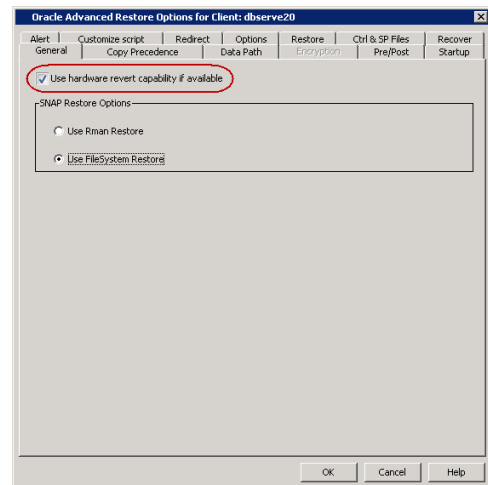 Oracle Advanced Restore Options for Client: dbserve20
Alert Customize script Redirect Options Restore Ctrl & SP Files Recover
General Copy Precedence Data Path Encryption Pre/Post Startup
Use hardware revert capability if available
SNAP Restore Options
Use Rman Restore
Use FileSystem Restore
OK Cancel Help